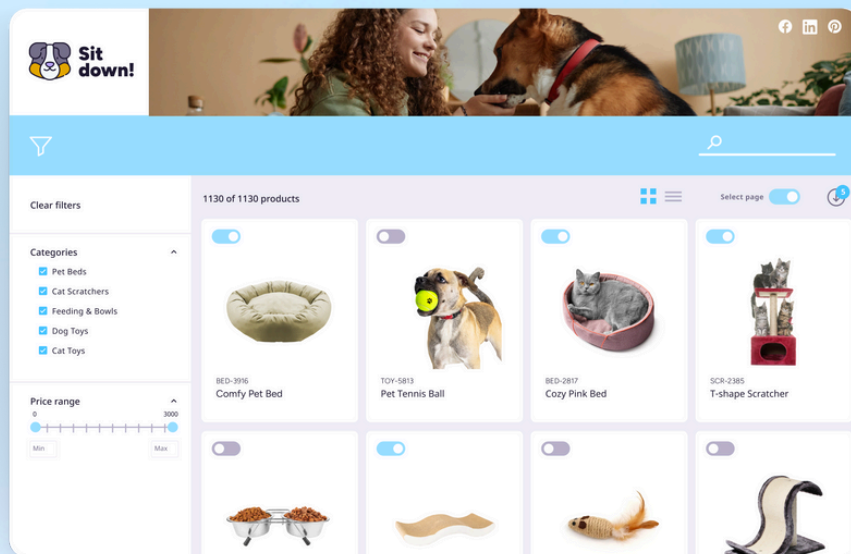 Sit
down!
Clear filters
1130 of 1130 products
Select page
5
Categories
Pet Beds
Cat Scratchers
Feeding & Bowls
Dog Toys
Cat Toys
Price range
0 3000
Min Max
BED-3916
Comfy Pet Bed
TOY-5813
Pet Tennis Ball
BED-2817
Cozy Pink Bed
SCR-2385
T-shape Scratcher